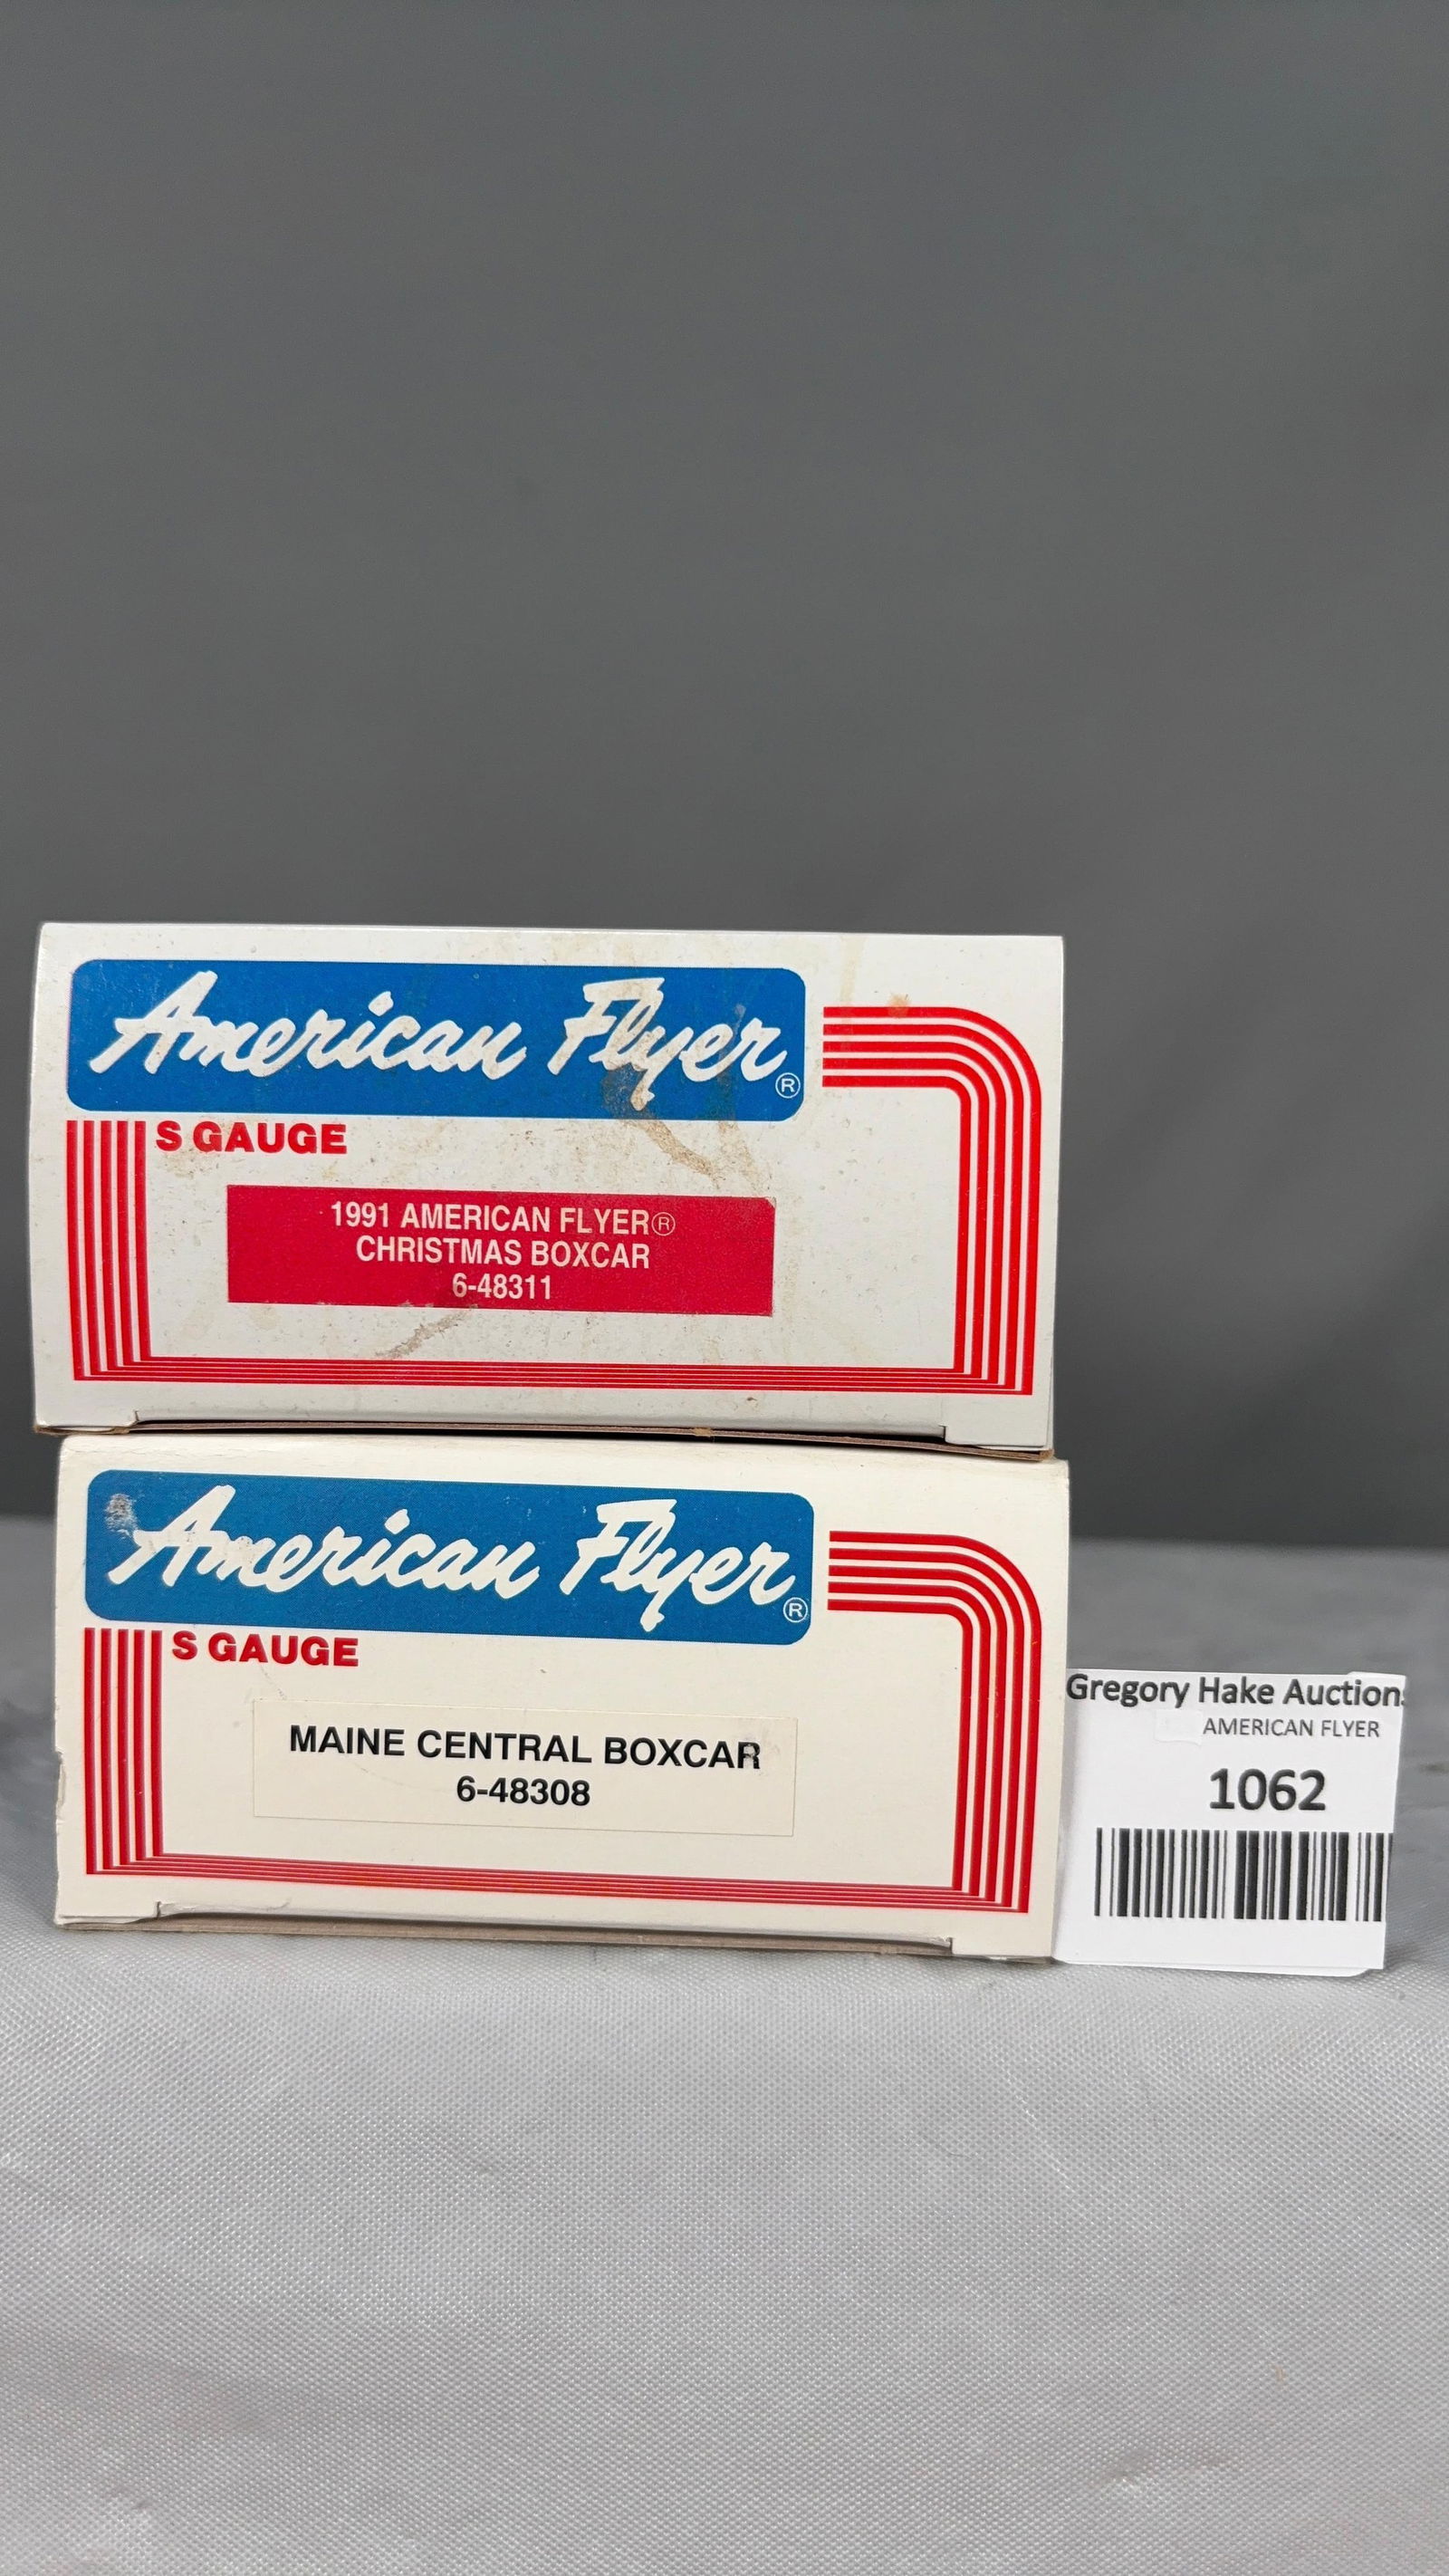 American Flyer®
S GAUGE
1991 AMERICAN FLYER®
CHRISTMAS BOXCAR
6-48311
American Flyer®
S GAUGE
MAINE CENTRAL BOXCAR
6-48308
Gregory Hake Auctions
AMERICAN FLYER
1062